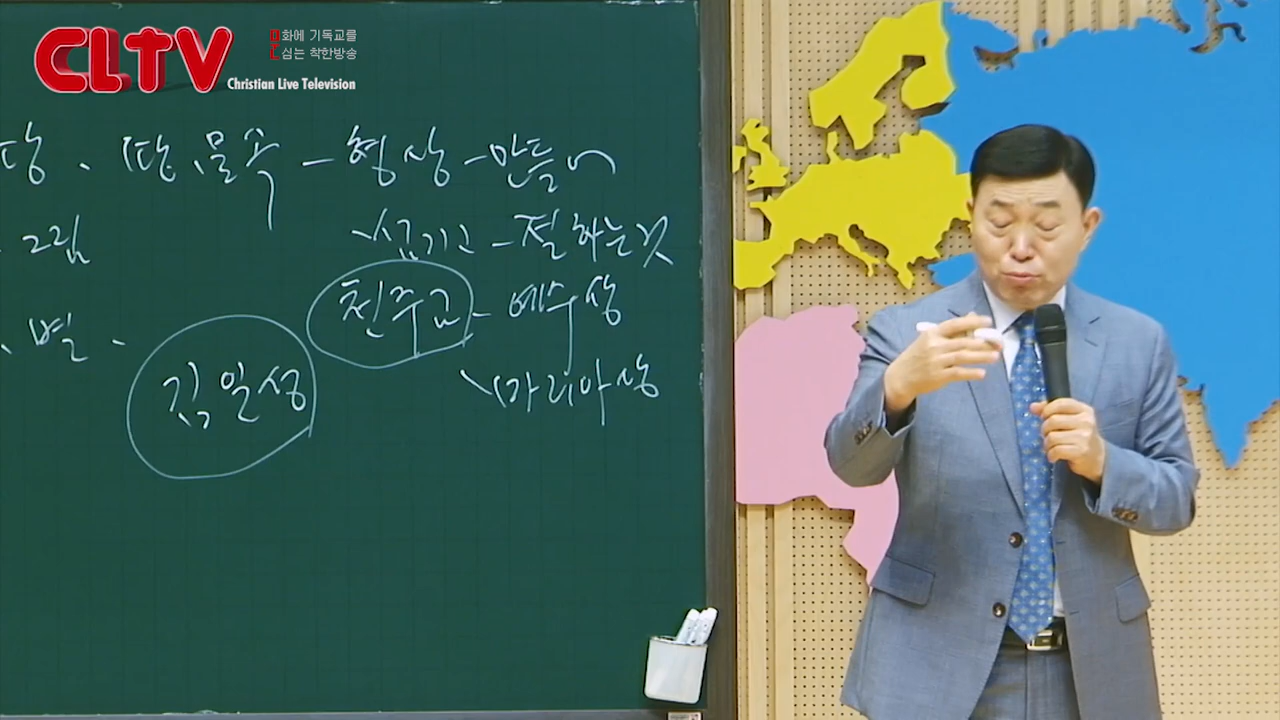 CLTV
문화에 기독교를
심는 착한방송
Christian Live Television
땅 · 땅, 물속 - 형상 - 만들어
그림
섬기고 - 절하는것
천주교 - 예수상
별 .
김일성
마리아상